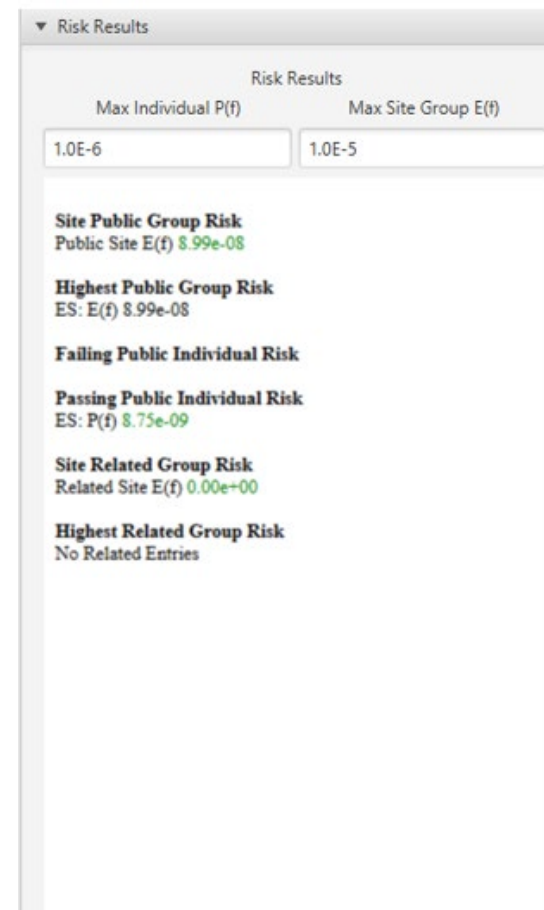 Risk Results
Risk Results
Max Individual P(f) Max Site Group E(f)
1.0E-6 1.0E-5
Site Public Group Risk
Public Site E(f) 8.99e-08
Highest Public Group Risk
ES: E(f) 8.99e-08
Failing Public Individual Risk
Passing Public Individual Risk
ES: P(f) 8.75e-09
Site Related Group Risk
Related Site E(f) 0.00e+00
Highest Related Group Risk
No Related Entries